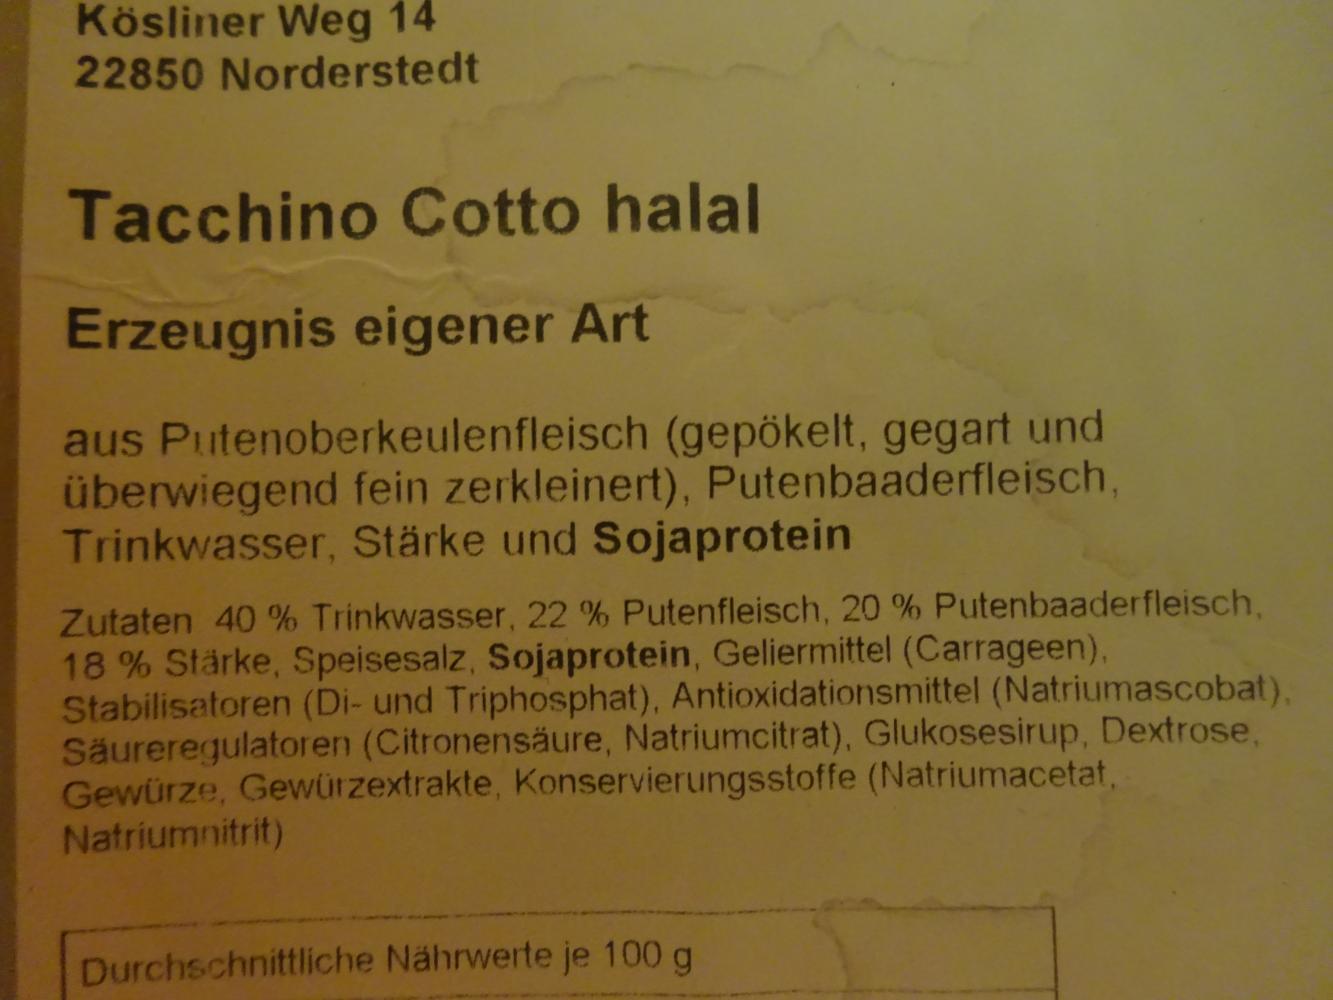 Kösliner Weg 14
22850 Norderstedt
Tacchino Cotto halal
Erzeugnis eigener Art
aus Putenoberkeulenfleisch (gepökelt, gegart und
überwiegend fein zerkleinert), Putenbaaderfleisch,
Trinkwasser, Stärke und Sojaprotein
Zutaten 40 % Trinkwasser, 22 % Putenfleisch, 20 % Putenbaaderfleisch,
18 % Stärke, Speisesalz, Sojaprotein, Geliermittel (Carrageen),
Stabilisatoren (Di- und Triphosphat), Antioxidationsmittel (Natriumascobat),
Säureregulatoren (Citronensäure, Natriumcitrat), Glukosesirup, Dextrose,
Gewürze, Gewürzextrakte, Konservierungsstoffe (Natriumacetat,
Natriumnitrit)
Durchschnittliche Nährwerte je 100 g